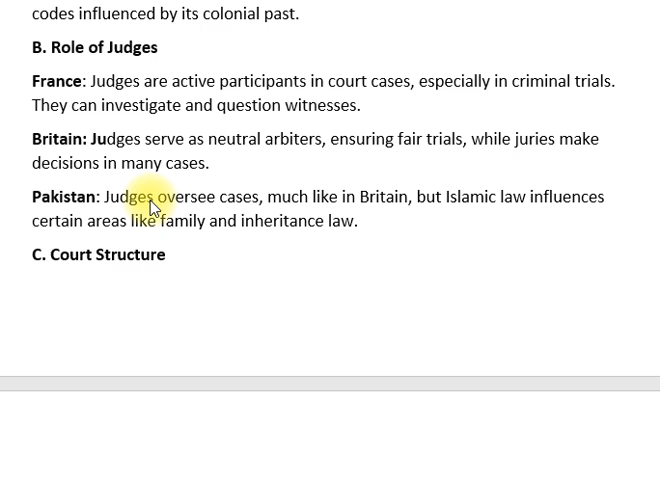 codes influenced by its colonial past.
B. Role of Judges
France: Judges are active participants in court cases, especially in criminal trials.
They can investigate and question witnesses.
Britain: Judges serve as neutral arbiters, ensuring fair trials, while juries make
decisions in many cases.
Pakistan: Judges oversee cases, much like in Britain, but Islamic law influences
certain areas like family and inheritance law.
C. Court Structure